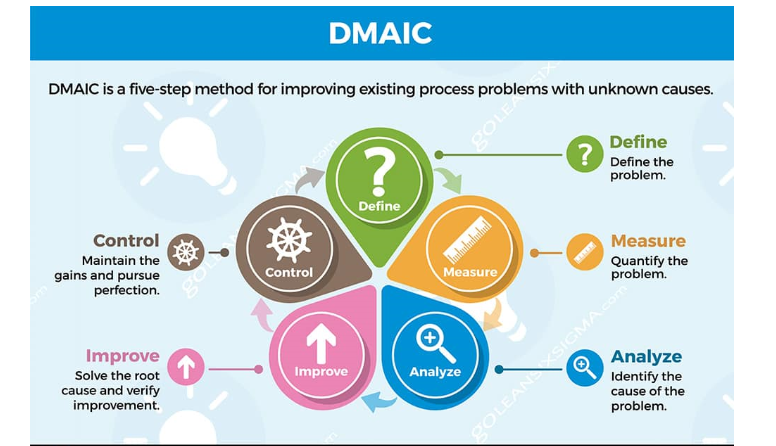 DMAIC
DMAIC is a five-step method for improving existing process problems with unknown causes.
Define
Define
Define the
problem.
Control
Maintain the
gains and pursue
perfection.
Control
Measure
Measure
Quantify the
problem.
Improve
Solve the root
cause and verify
improvement.
Improve
Analyze
Analyze
Identify the
cause of the
problem.
GOLEANSIXSIGMA.com